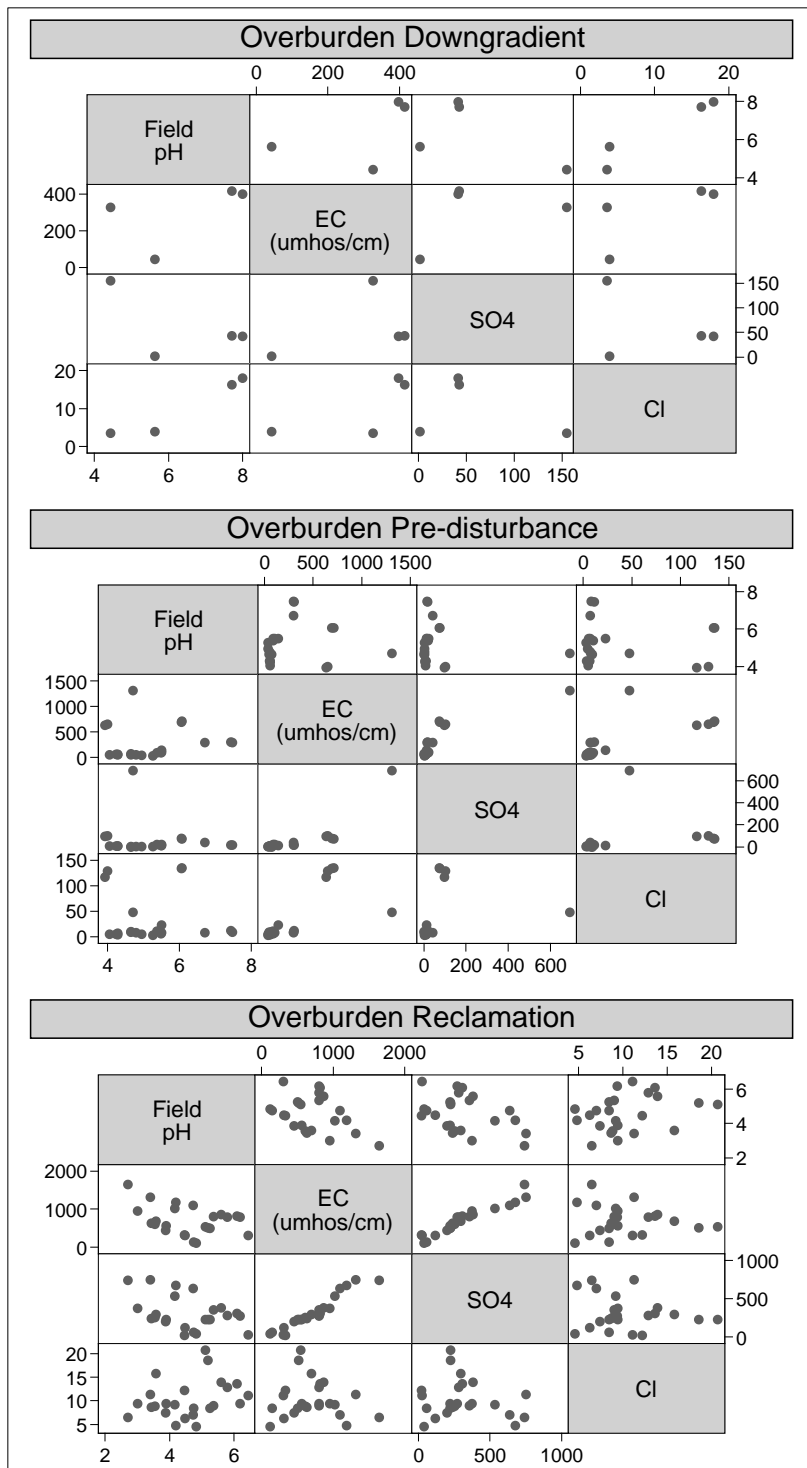 Overburden Downgradient
0 200 400 0 10 20
Field
pH
4 6 8
0 200 400
EC
(umhos/cm)
SO4
0 50 100 150
0 10 20
Cl
4 6 8 0 50 100 150
Overburden Pre-disturbance
0 500 1000 1500 0 50 100 150
Field
pH
4 6 8
0 500 1000 1500
EC
(umhos/cm)
SO4
0 200 400 600
0 50 100 150
Cl
4 6 8 0 200 400 600
Overburden Reclamation
0 1000 2000 5 10 15 20
Field
pH
2 4 6
0 1000 2000
EC
(umhos/cm)
SO4
0 500 1000
5 10 15 20
Cl
2 4 6 0 500 1000